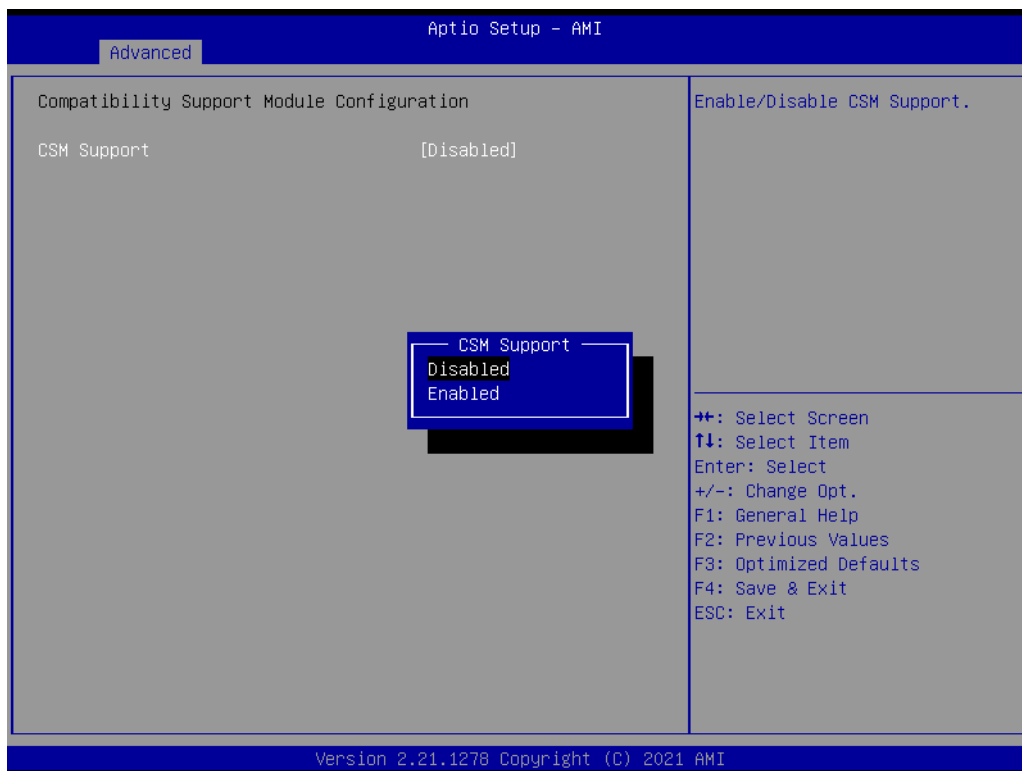 Aptio Setup – AMI
Advanced
Compatibility Support Module Configuration
CSM Support [Disabled]
CSM Support
Disabled
Enabled
Enable/Disable CSM Support.
→←: Select Screen
↑↓: Select Item
Enter: Select
+/-: Change Opt.
F1: General Help
F2: Previous Values
F3: Optimized Defaults
F4: Save & Exit
ESC: Exit
Version 2.21.1278 Copyright (C) 2021 AMI